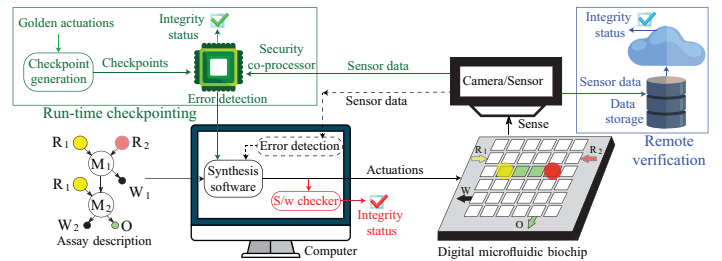 Golden actuations
Integrity
status
Checkpoint
generation
Checkpoints
Security
co-processor
Sensor data
Error detection
Run-time checkpointing
Camera/Sensor
Integrity
status
Sensor data
Data
storage
Remote
verification
Sensor data
Sense
R1
R2
M1
R1
W1
M2
W2
O
Assay description
Error detection
Synthesis
software
Actuations
S/w checker
Integrity
status
Computer
R1
R2
W
O
Digital microfluidic biochip